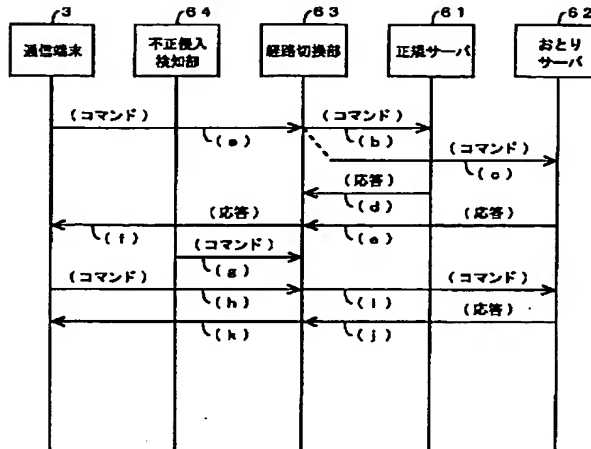 3
64
63
61
62
通信端末
不正侵入
検知部
経路切換部
正規サーバ
おとり
サーバ
(コマンド)
(コマンド)
(a)
(b)
(コマンド)
(c)
(応答)
(d)
(応答)
(応答)
(f)
(e)
(コマンド)
(g)
(コマンド)
(コマンド)
(h)
(i)
(応答)
(k)
(j)